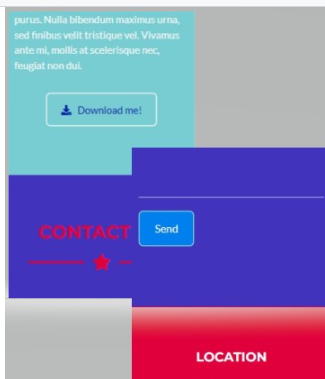 purus. Nulla bibendum maximus urna,
sed finibus velit tristique vel. Vivamus
ante mi, mollis at scelerisque nec,
feugiat non dui.
Download me!
CONTACT
Send
LOCATION